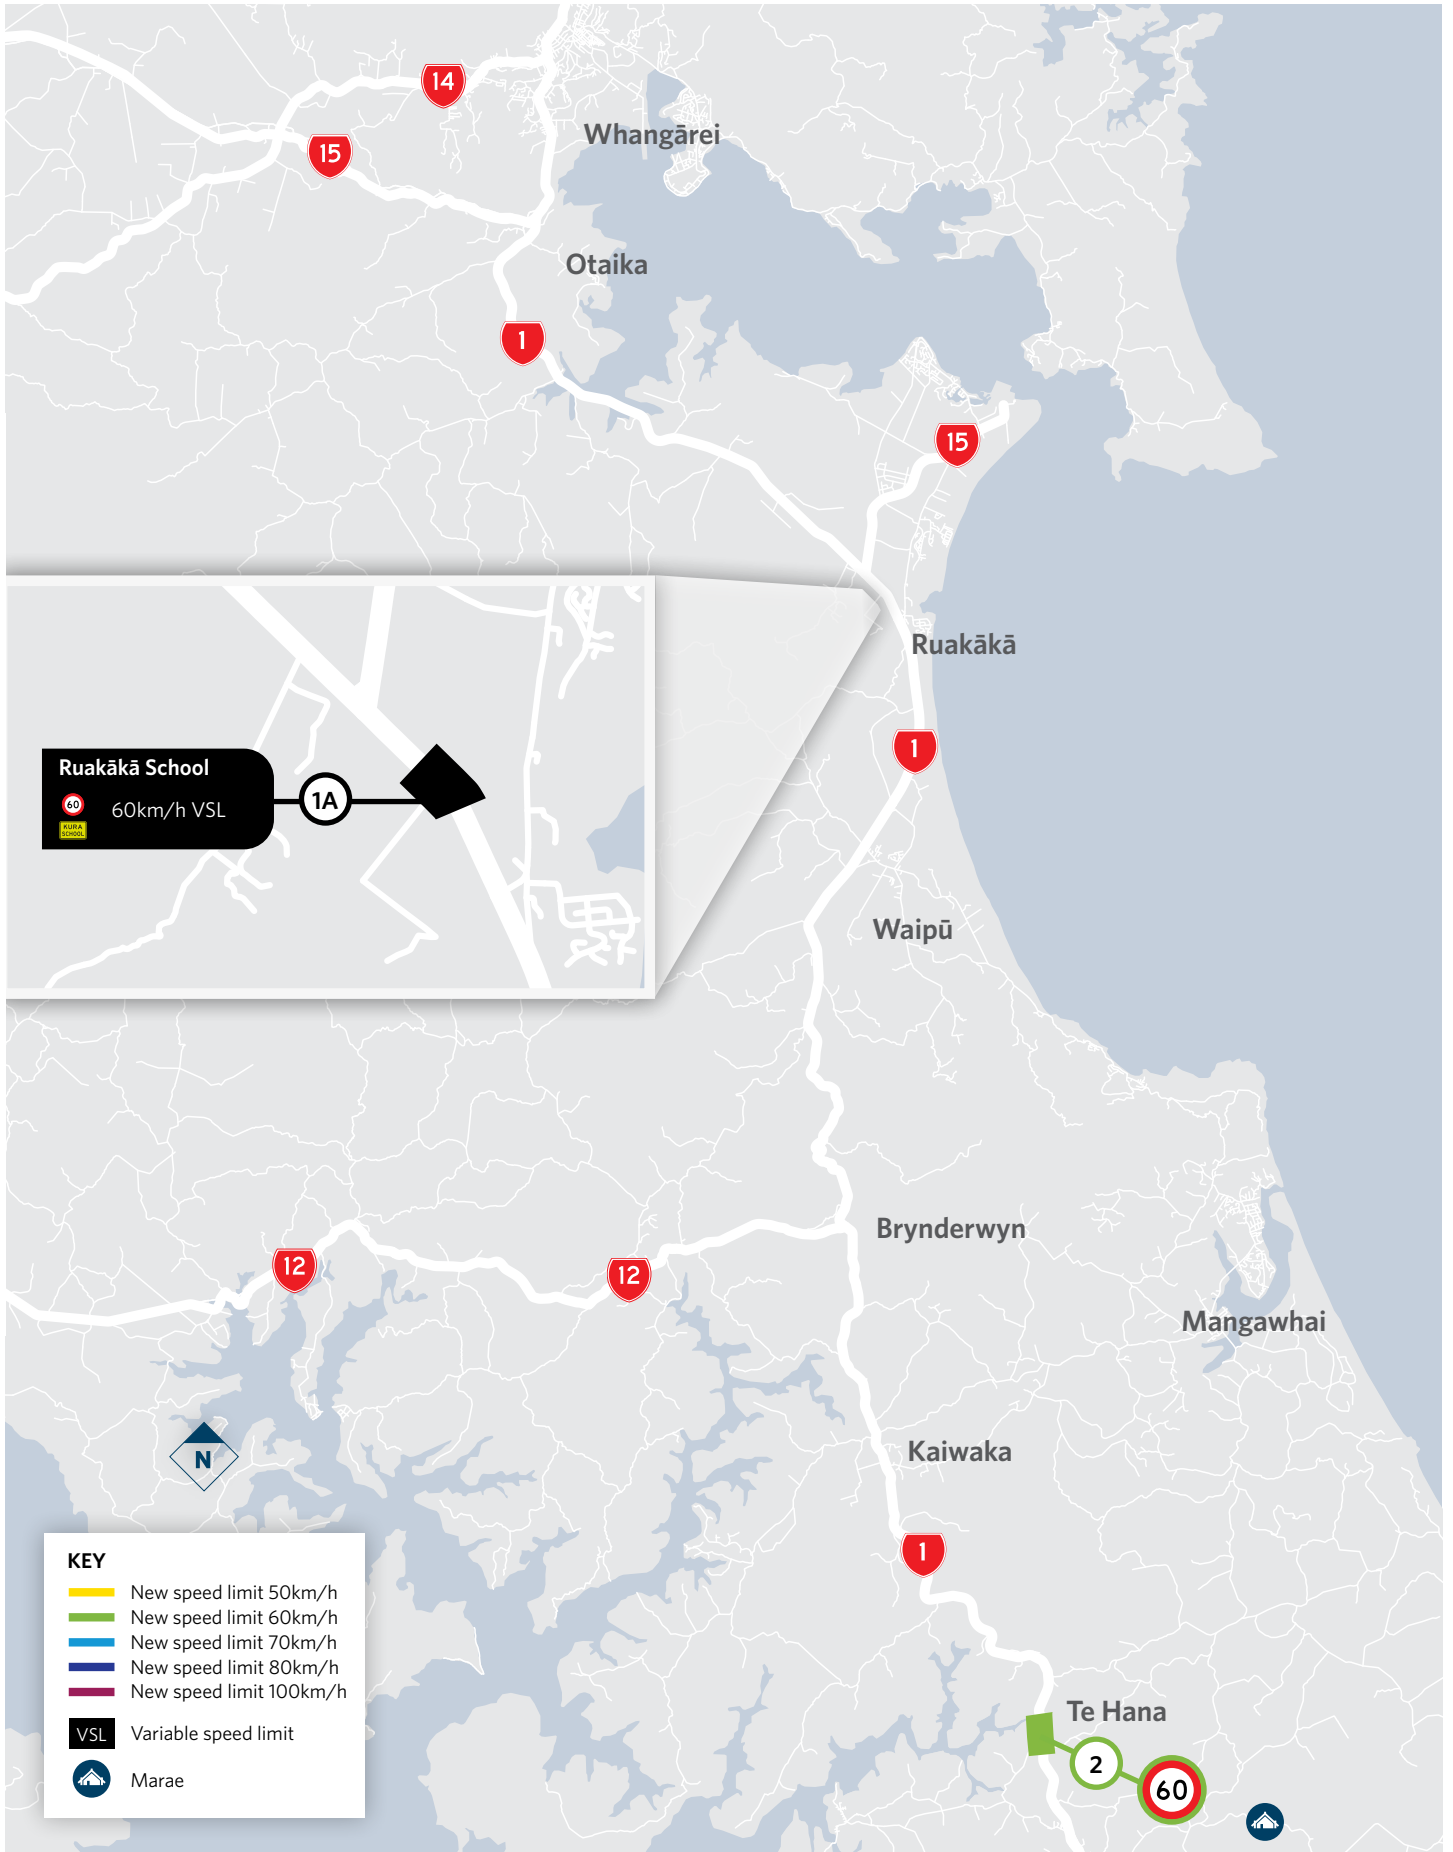 14
Whangārei
15
Otaika
1
15
Ruakākā
1
Ruakākā School
60
60km/h VSL
KURA
SCHOOL
1A
Waipū
Brynderwyn
12
12
Mangawhai
Kaiwaka
N
1
KEY
New speed limit 50km/h
New speed limit 60km/h
New speed limit 70km/h
New speed limit 80km/h
New speed limit 100km/h
VSL Variable speed limit
Marae
Te Hana
2
60